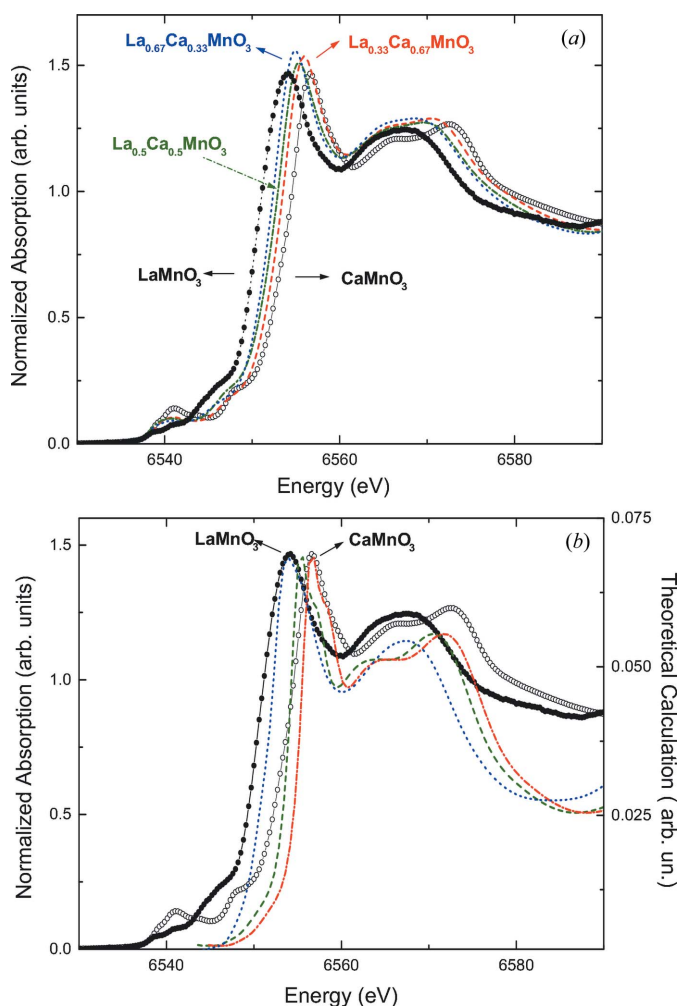 (a)
La0.67Ca0.33MnO3
La0.33Ca0.67MnO3
La0.5Ca0.5MnO3
LaMnO3
CaMnO3
Normalized Absorption (arb. units)
1.5
1.0
0.5
0.0
6540
6560
6580
Energy (eV)
(b)
LaMnO3
CaMnO3
Normalized Absorption (arb. units)
1.5
1.0
0.5
0.0
0.075
0.050
0.025
Theoretical Calculation ( arb. un.)
6540
6560
6580
Energy (eV)